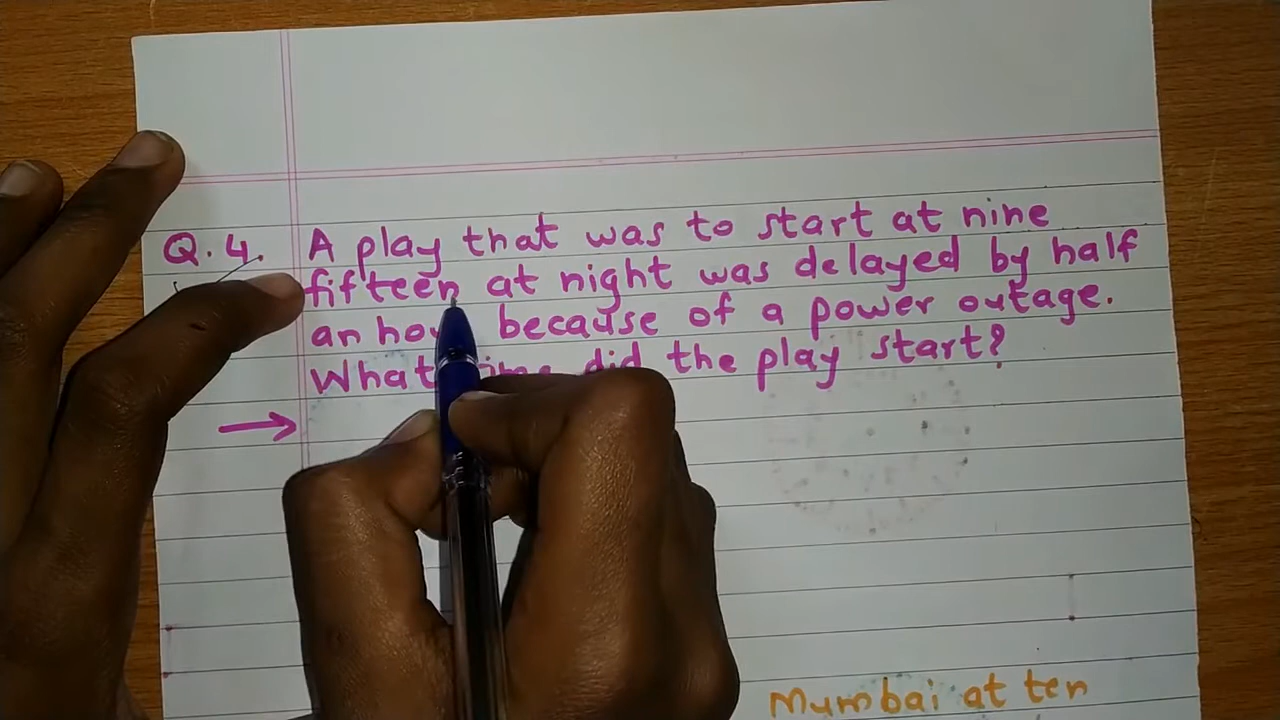 Q.4. A play that was to start at nine
fifteen at night was delayed by half
an because of a power outage.
What did the play start?
Mumbai at ten